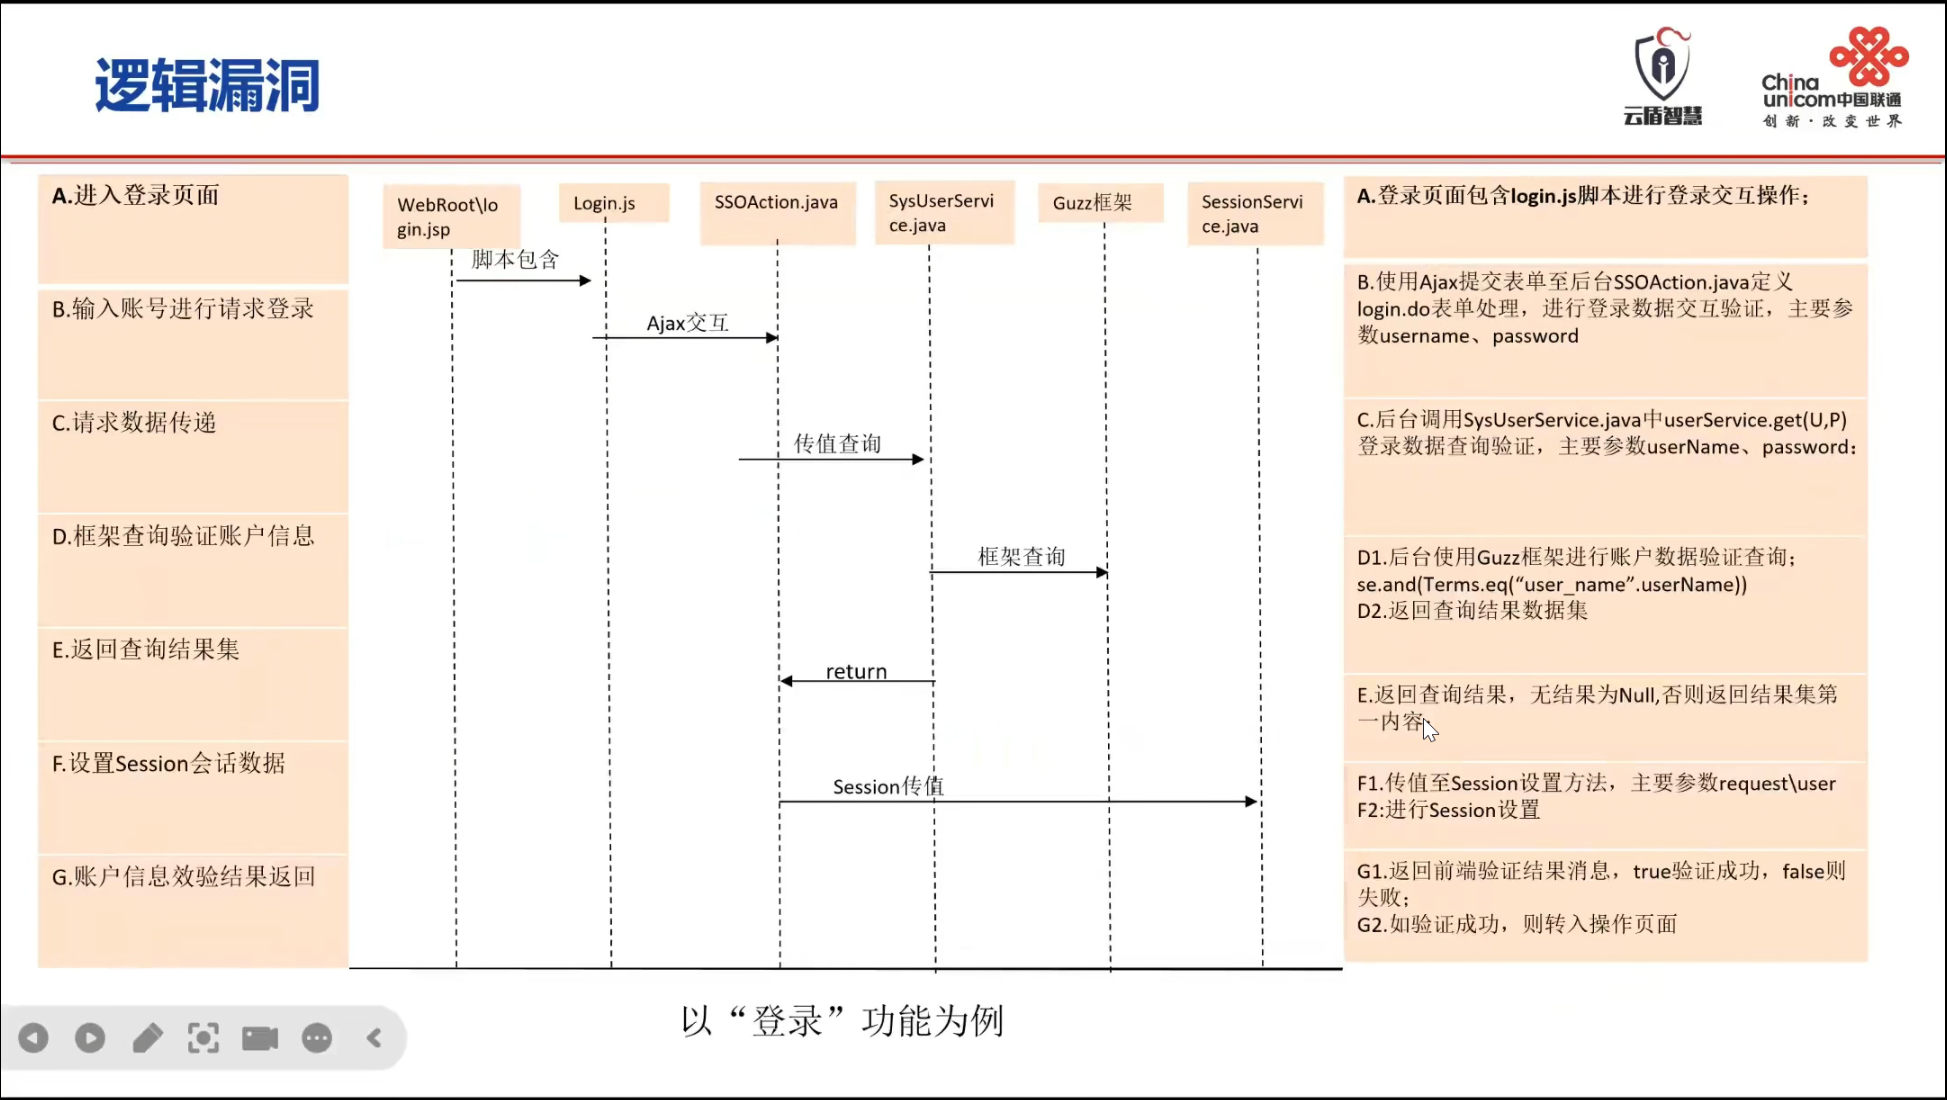 逻辑漏洞
云盾智慧
China
unicom中国联通
创新·改变世界
A.进入登录页面
B.输入账号进行请求登录
C.请求数据传递
D.框架查询验证账户信息
E.返回查询结果集
F.设置Session会话数据
G.账户信息效验结果返回
WebRoot\lo
gin.jsp
Login.js
SSOAction.java
SysUserServi
ce.java
Guzz框架
SessionServi
ce.java
脚本包含
Ajax交互
传值查询
框架查询
return
Session传值
A.登录页面包含login.js脚本进行登录交互操作；
B.使用Ajax提交表单至后台SSOAction.java定义
login.do表单处理，进行登录数据交互验证，主要参
数username、password
C.后台调用SysUserService.java中userService.get(U,P)
登录数据查询验证，主要参数userName、password：
D1.后台使用Guzz框架进行账户数据验证查询；
se.and(Terms.eq(“user_name”.userName))
D2.返回查询结果数据集
E.返回查询结果，无结果为Null,否则返回结果集第
一内容
F1.传值至Session设置方法，主要参数request\user
F2:进行Session设置
G1.返回前端验证结果消息，true验证成功，false则
失败；
G2.如验证成功，则转入操作页面
以“登录”功能为例